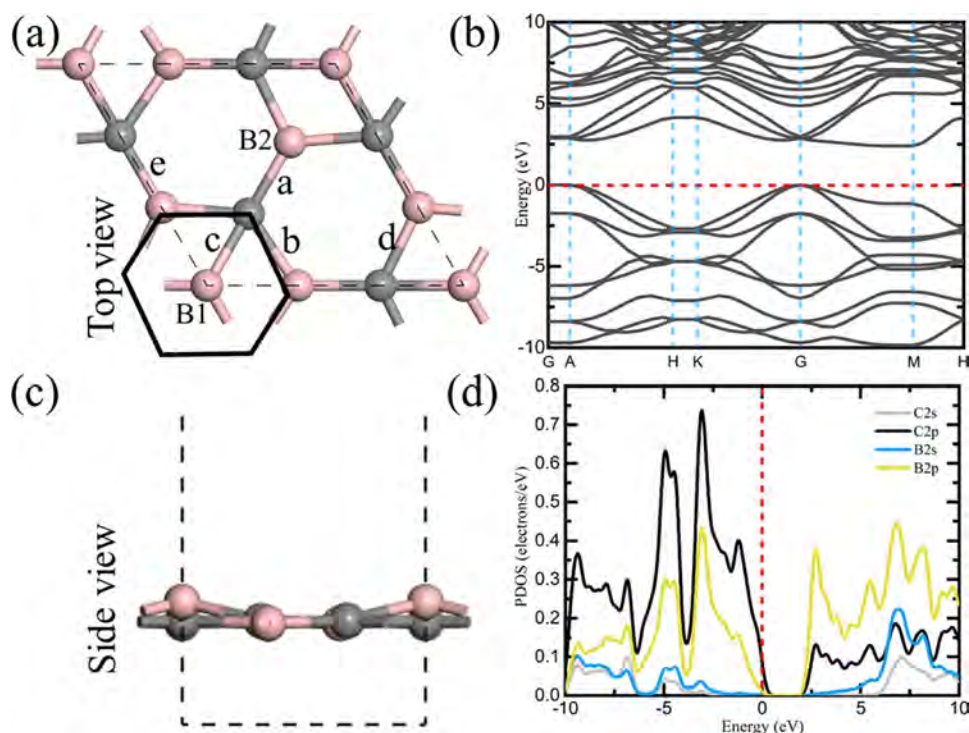 (a)
B2
e
a
c
b
d
B1
Top view
(b)
10
5
0
-5
-10
Energy (eV)
G A H K G M H
(c)
Side view
(d)
0.8
0.7
0.6
0.5
0.4
0.3
0.2
0.1
0.0
PDOS (electrons/eV)
C2s
C2p
B2s
B2p
-10 -5 0 5 10
Energy (eV)